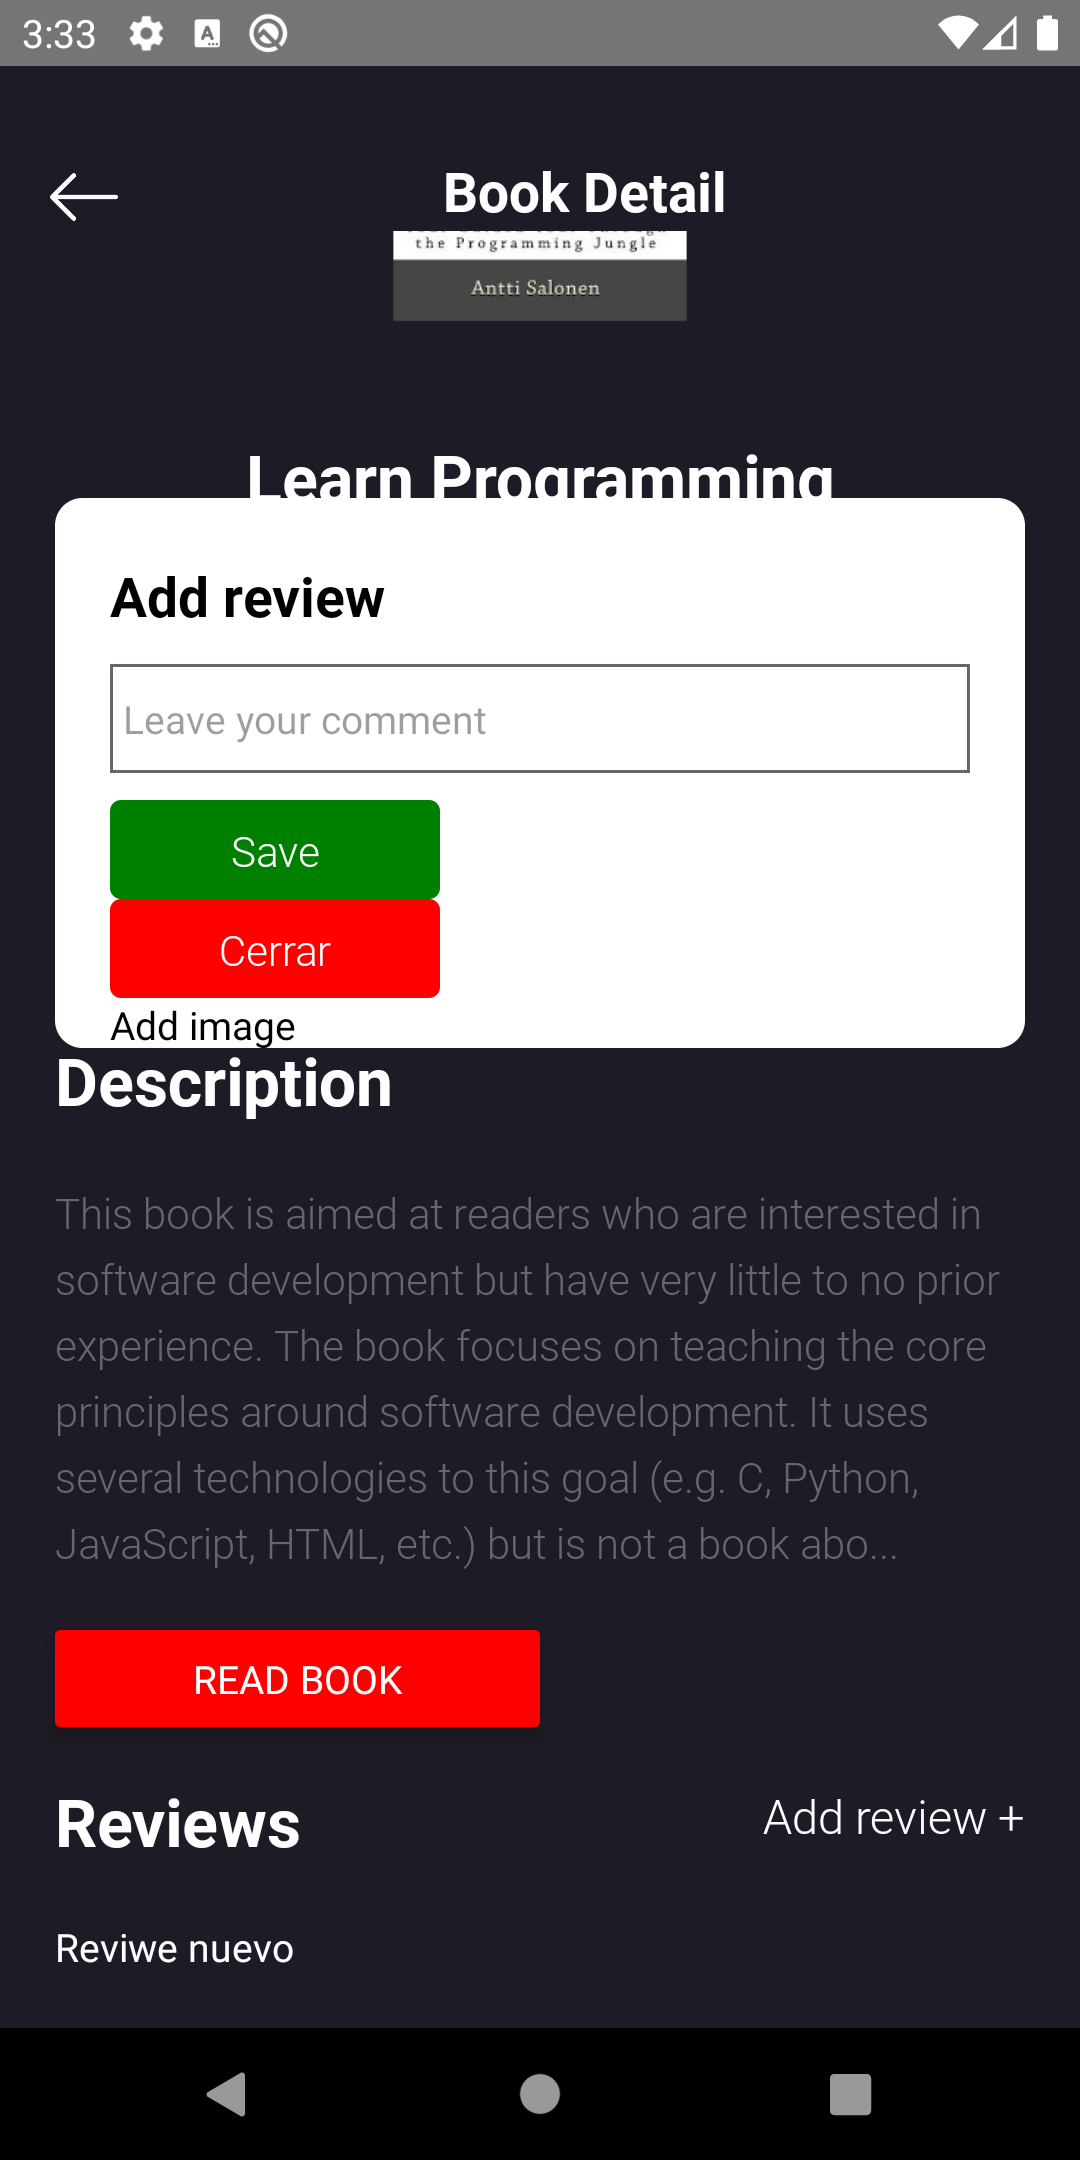 3:33
Book Detail
the Programming Jungle
Antti Salonen
Learn Programming
Add review
Leave your comment
Save
Cerrar
Add image
Description
This book is aimed at readers who are interested in
software development but have very little to no prior
experience. The book focuses on teaching the core
principles around software development. It uses
several technologies to this goal (e.g. C, Python,
JavaScript, HTML, etc.) but is not a book abo...
READ BOOK
Reviews
Add review +
Reviwe nuevo